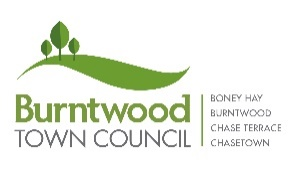 Burntwood
TOWN COUNCIL
BONEY HAY
BURNTWOOD
CHASE TERRACE
CHASETOWN